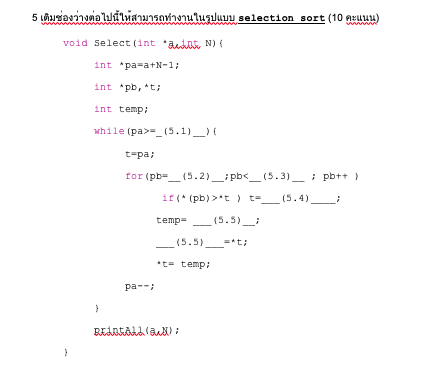 5 เติมช่องว่างต่อไปนี้ให้สามารถทำงานในรูปแบบ selection sort (10 คะแนน)
void Select(int *a,int N){
int *pa=a+N-1;
int *pb,*t;
int temp;
while(pa>=_(5.1)__){
t=pa;
for(pb=__(5.2)__;pb<__(5.3)__ ; pb++ )
if(*(pb)>*t ) t=___(5.4)____;
temp= ___(5.5)__;
___(5.5)___=*t;
*t= temp;
pa--;
}
printAll(a,N);
}